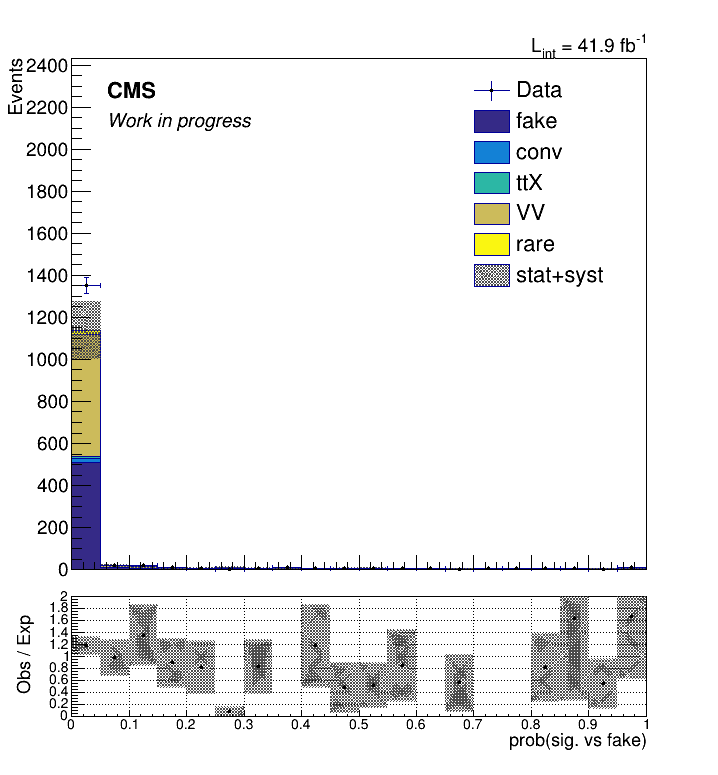 L_int = 41.9 fb^-1
Events
2400
2200
2000
1800
1600
1400
1200
1000
800
600
400
200
0
CMS
Work in progress
Data
fake
conv
ttX
VV
rare
stat+syst
Obs / Exp
2
1.8
1.6
1.4
1.2
1
0.8
0.6
0.4
0.2
0
0 0.1 0.2 0.3 0.4 0.5 0.6 0.7 0.8 0.9 1
prob(sig. vs fake)